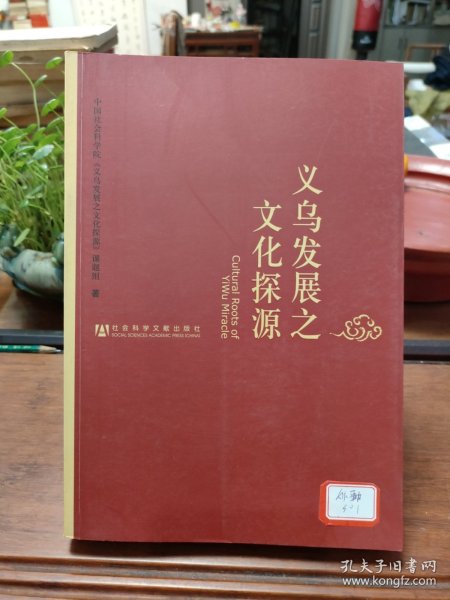 义乌发展之
文化探源
Cultural Roots of
YiWu Miracle
中国社会科学院《义乌发展之文化探源》课题组 著
社会科学文献出版社
SOCIAL SCIENCES ACADEMIC PRESS (CHINA)
孔夫子旧书网
www.kongfz.com